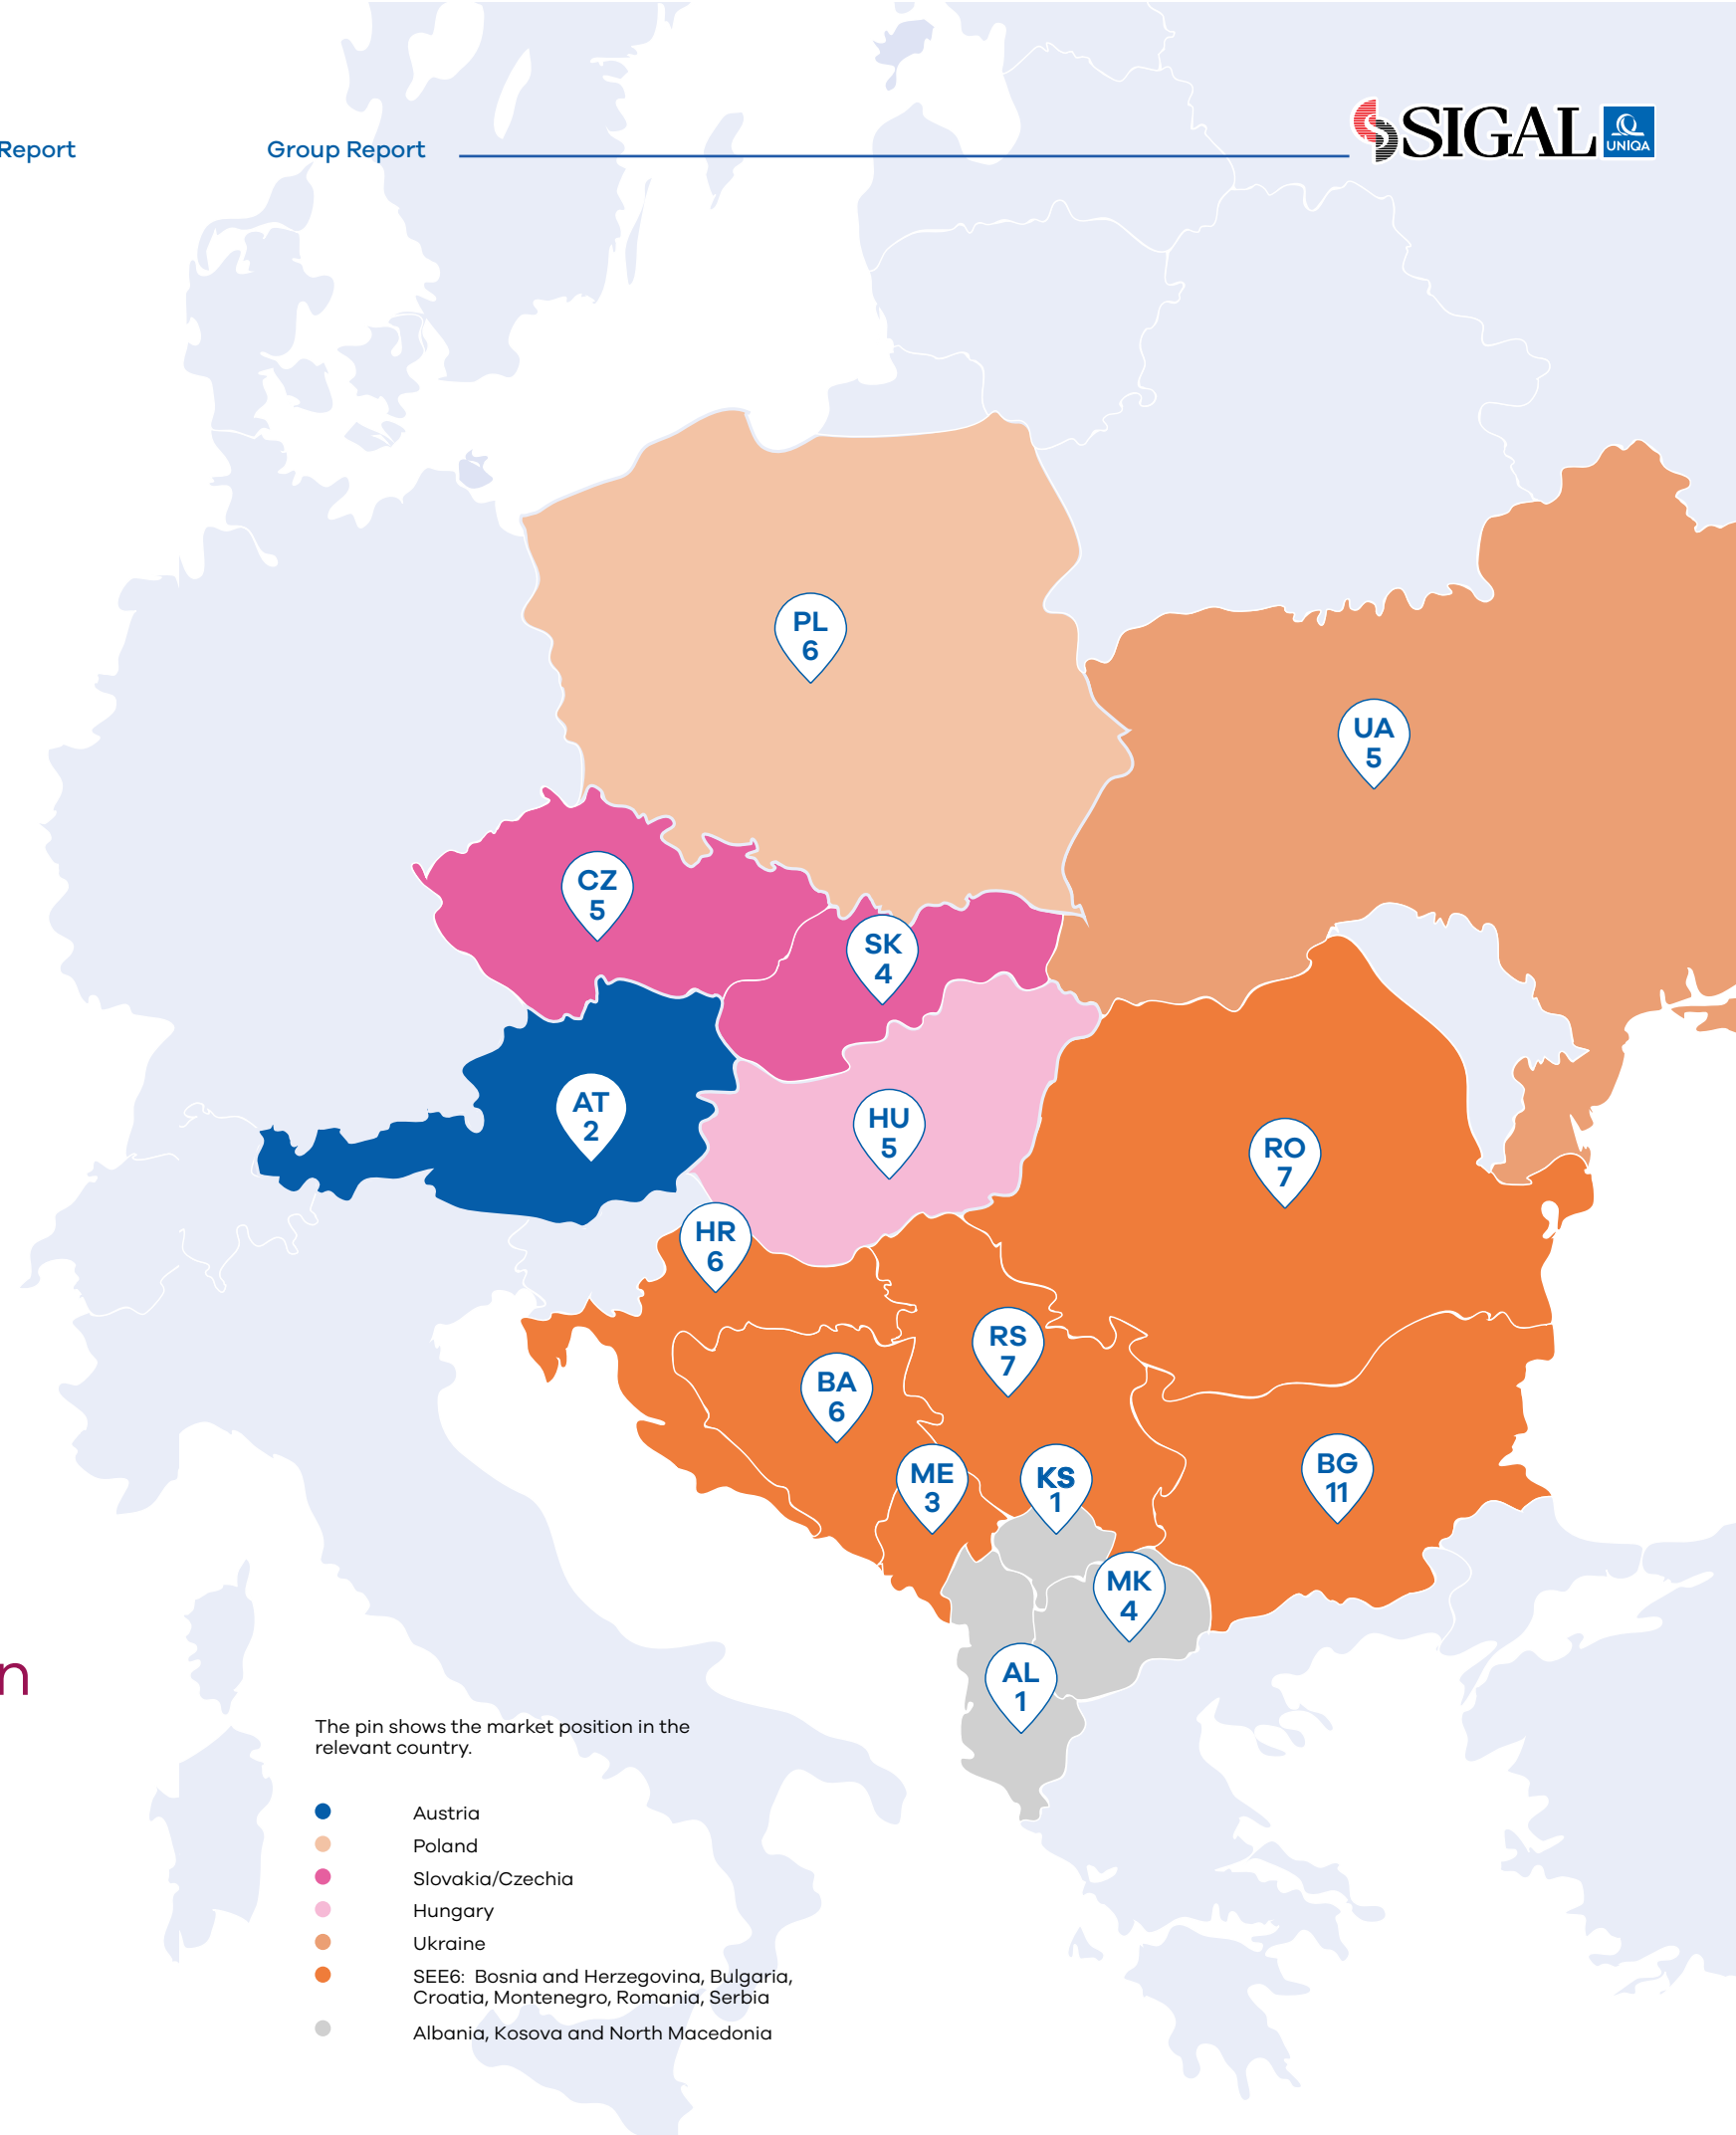 Report
Group Report
SIGAL
UNIQA
PL
6
UA
5
CZ
5
SK
4
AT
2
HU
5
RO
7
HR
6
RS
7
BA
6
BG
11
ME
3
KS
1
MK
4
AL
1
n
The pin shows the market position in the
relevant country.
Austria
Poland
Slovakia/Czechia
Hungary
Ukraine
SEE6: Bosnia and Herzegovina, Bulgaria,
Croatia, Montenegro, Romania, Serbia
Albania, Kosova and North Macedonia